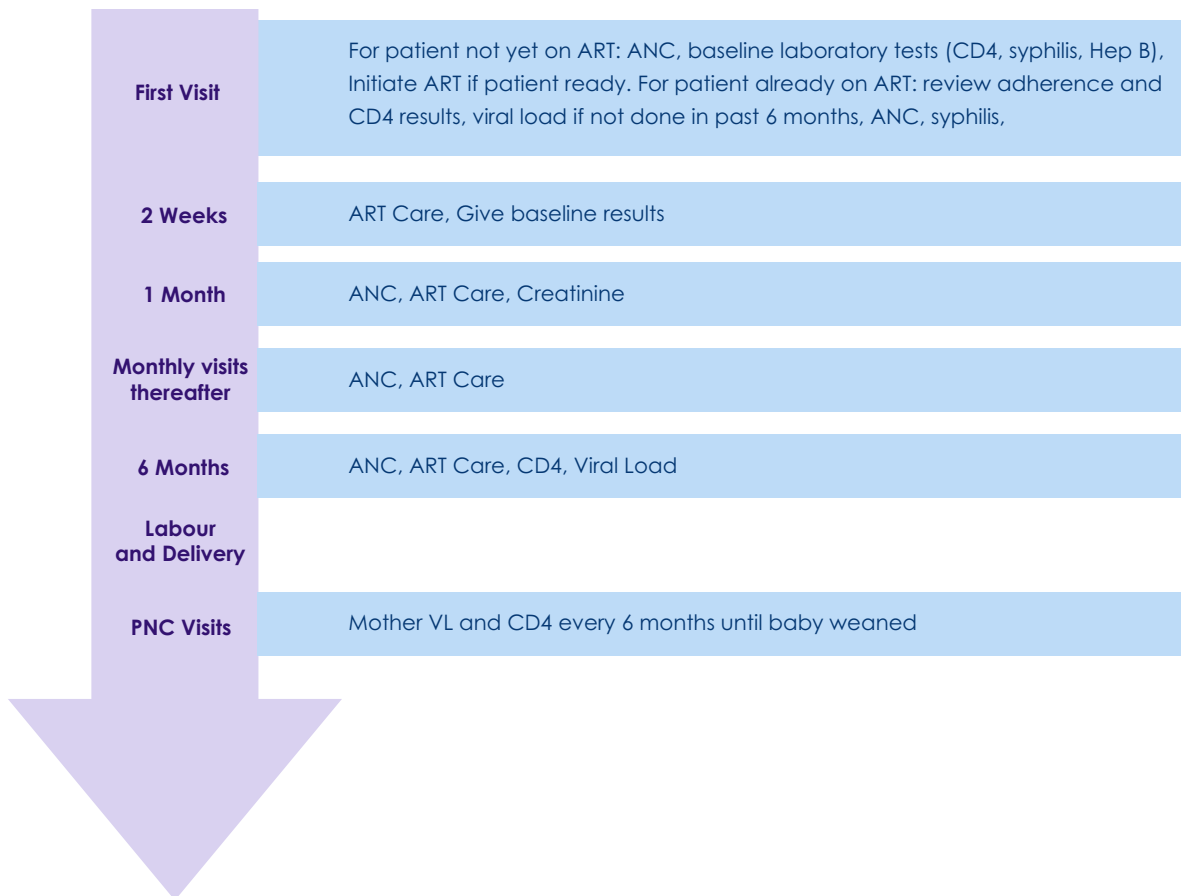 First Visit
For patient not yet on ART: ANC, baseline laboratory tests (CD4, syphilis, Hep B),
Initiate ART if patient ready. For patient already on ART: review adherence and
CD4 results, viral load if not done in past 6 months, ANC, syphilis,
2 Weeks
ART Care, Give baseline results
1 Month
ANC, ART Care, Creatinine
Monthly visits
thereafter
ANC, ART Care
6 Months
ANC, ART Care, CD4, Viral Load
Labour
and Delivery
PNC Visits
Mother VL and CD4 every 6 months until baby weaned